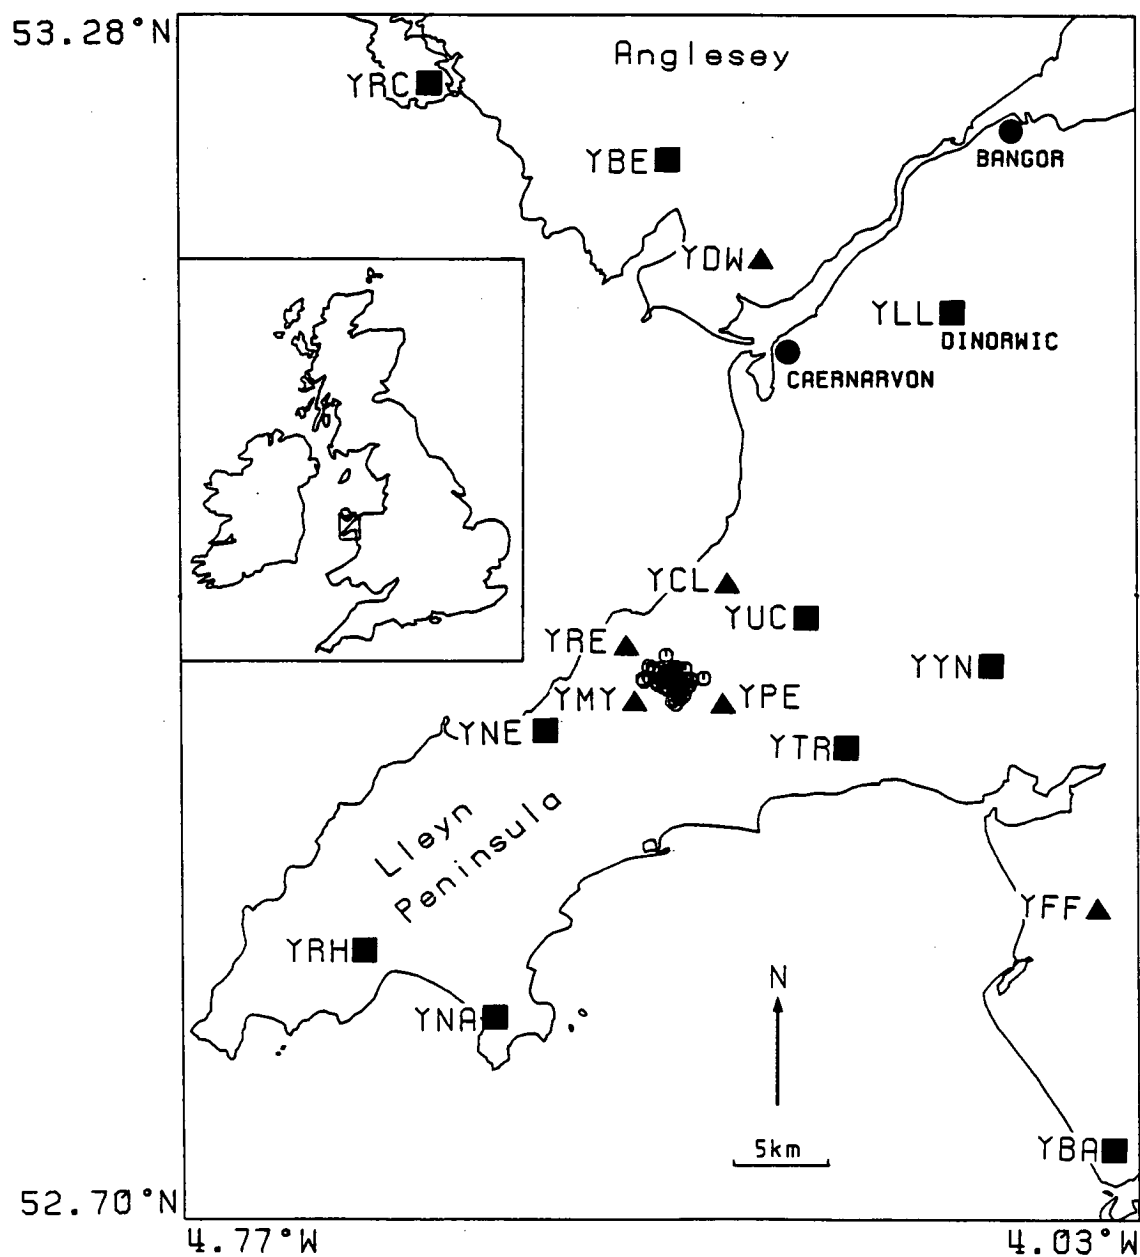 53.28°N
Anglesey
YRC
YBE
BANGOR
YDW
YLL
DINORWIC
CAERNARVON
YCL
YUC
YRE
YYN
YMY
YPE
YNE
YTR
Lleyn
Peninsula
YFF
YRH
N
YNA
5km
YBA
52.70°N
4.77°W
4.03°W